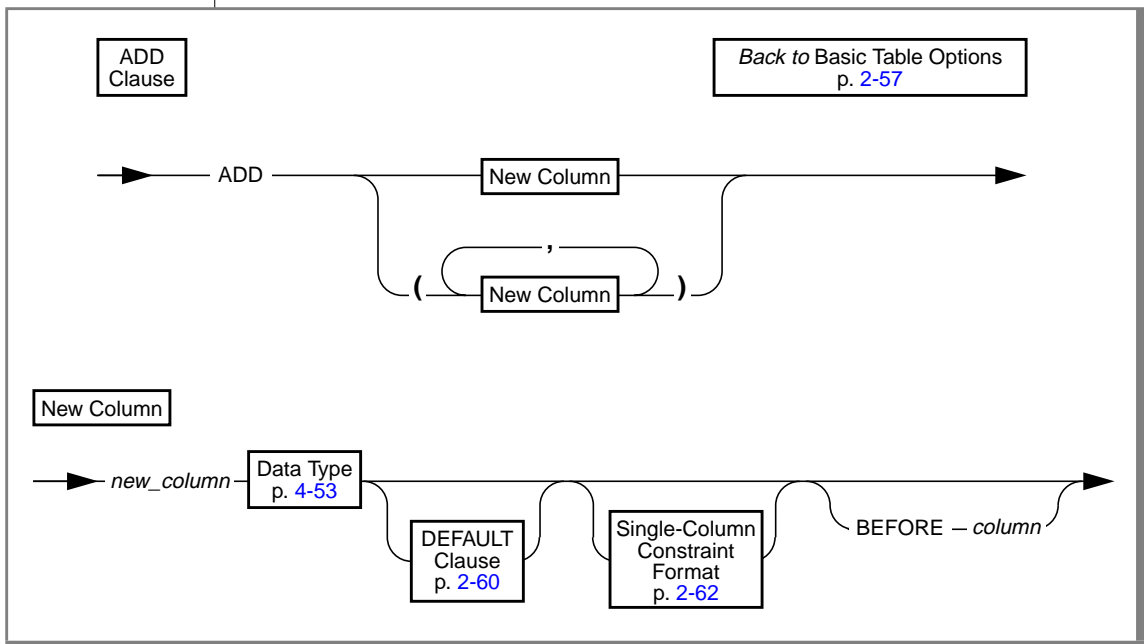 ADD
Clause
Back to Basic Table Options
p. 2-57
ADD
New Column
,
(
New Column
)
New Column
new_column
Data Type
p. 4-53
DEFAULT
Clause
p. 2-60
Single-Column
Constraint
Format
p. 2-62
BEFORE
column